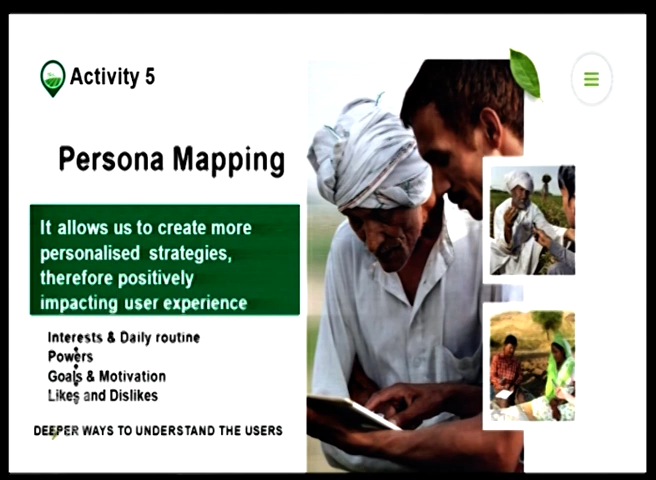 Activity 5
Persona Mapping
It allows us to create more
personalised strategies,
therefore positively
impacting user experience
Interests & Daily routine
Powers
Goals & Motivation
Likes and Dislikes
DEEPER WAYS TO UNDERSTAND THE USERS